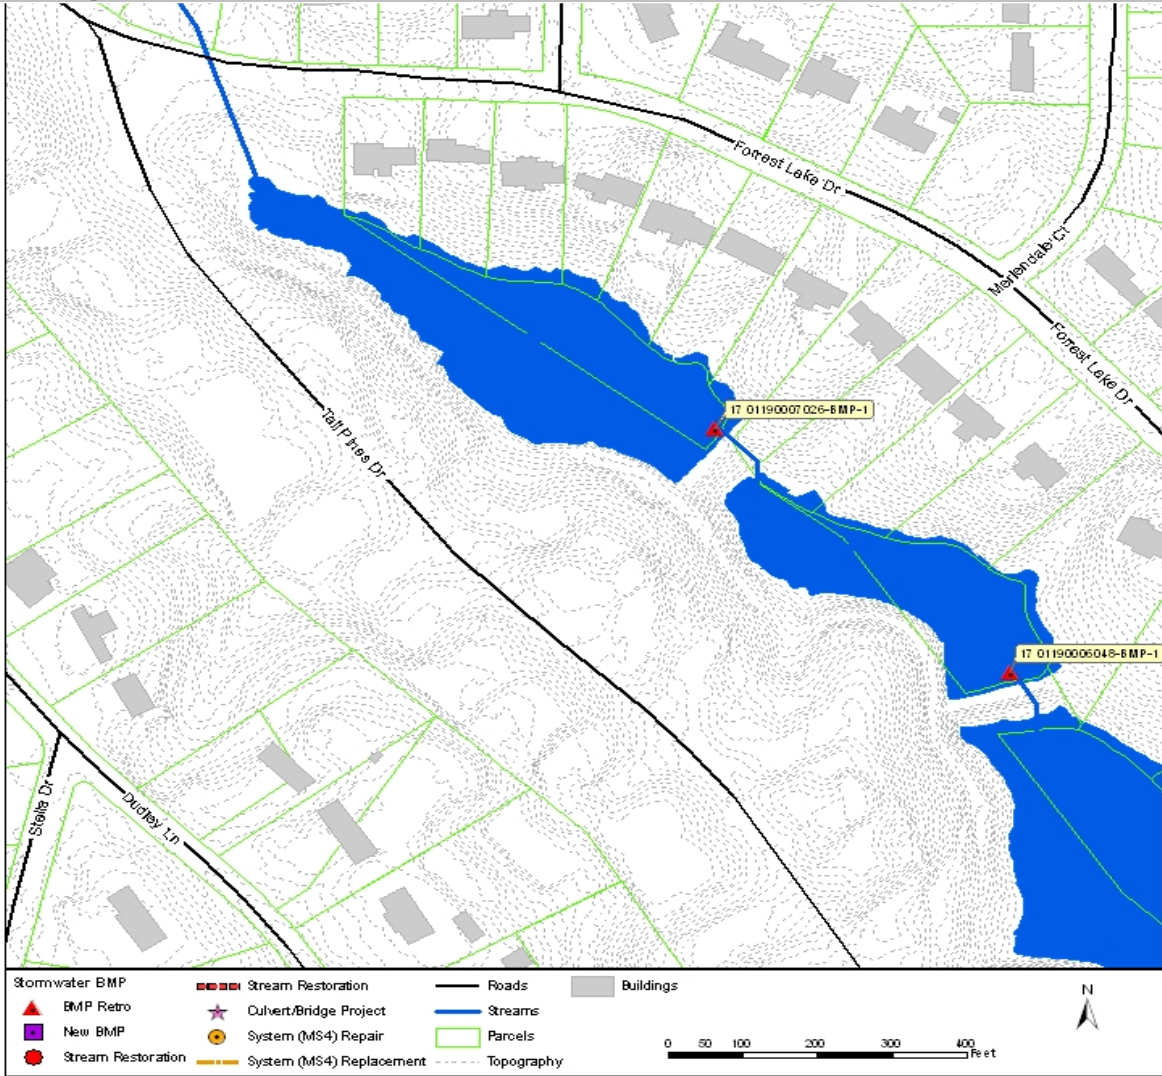 Forrest Lake Dr
Merlendale Ct
Forrest Lake Dr
17 01190007026-BMP-1
Tall Pines Dr
17 01190006048-BMP-1
Stella Dr
Dudley Ln
Stormwater BMP
BMP Retro
New BMP
Stream Restoration
Stream Restoration
Culvert/Bridge Project
System (MS4) Repair
System (MS4) Replacement
Roads
Streams
Parcels
Topography
Buildings
N
0 50 100 200 300 400
Feet